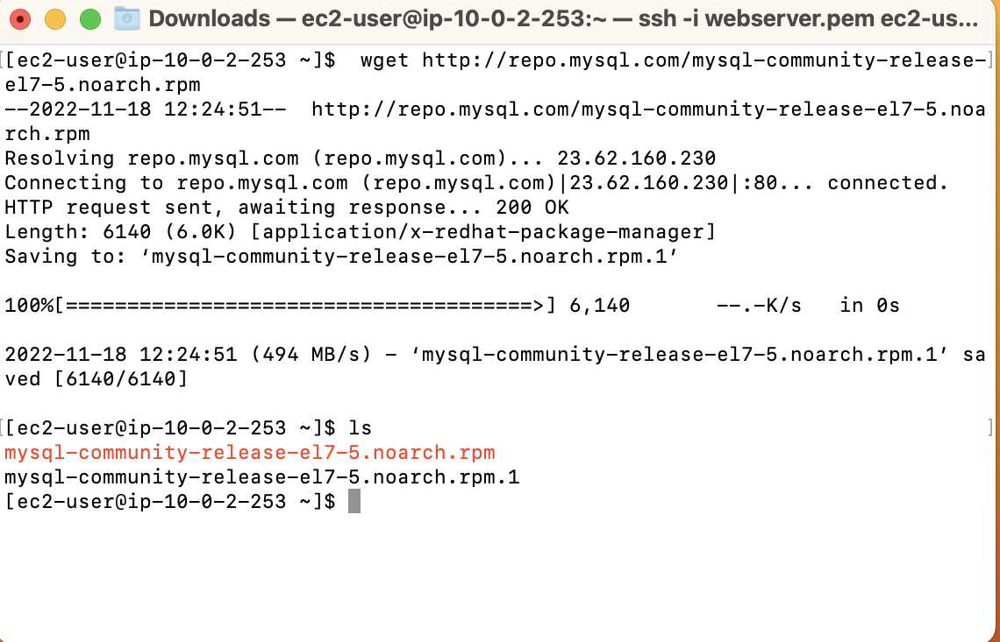 Downloads — ec2-user@ip-10-0-2-253:~ — ssh -i webserver.pem ec2-us...
[ec2-user@ip-10-0-2-253 ~]$  wget http://repo.mysql.com/mysql-community-release-
el7-5.noarch.rpm
--2022-11-18 12:24:51--  http://repo.mysql.com/mysql-community-release-el7-5.noa
rch.rpm
Resolving repo.mysql.com (repo.mysql.com)... 23.62.160.230
Connecting to repo.mysql.com (repo.mysql.com)|23.62.160.230|:80... connected.
HTTP request sent, awaiting response... 200 OK
Length: 6140 (6.0K) [application/x-redhat-package-manager]
Saving to: ‘mysql-community-release-el7-5.noarch.rpm.1’
100%[======================================>] 6,140       --.-K/s   in 0s
2022-11-18 12:24:51 (494 MB/s) - ‘mysql-community-release-el7-5.noarch.rpm.1’ sa
ved [6140/6140]
[ec2-user@ip-10-0-2-253 ~]$ ls
mysql-community-release-el7-5.noarch.rpm
mysql-community-release-el7-5.noarch.rpm.1
[ec2-user@ip-10-0-2-253 ~]$